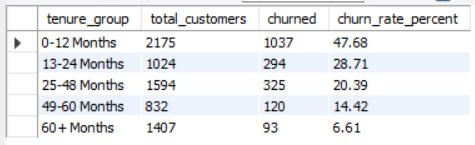 tenure_group total_customers churned churn_rate_percent
0-12 Months 2175 1037 47.68
13-24 Months 1024 294 28.71
25-48 Months 1594 325 20.39
49-60 Months 832 120 14.42
60+ Months 1407 93 6.61